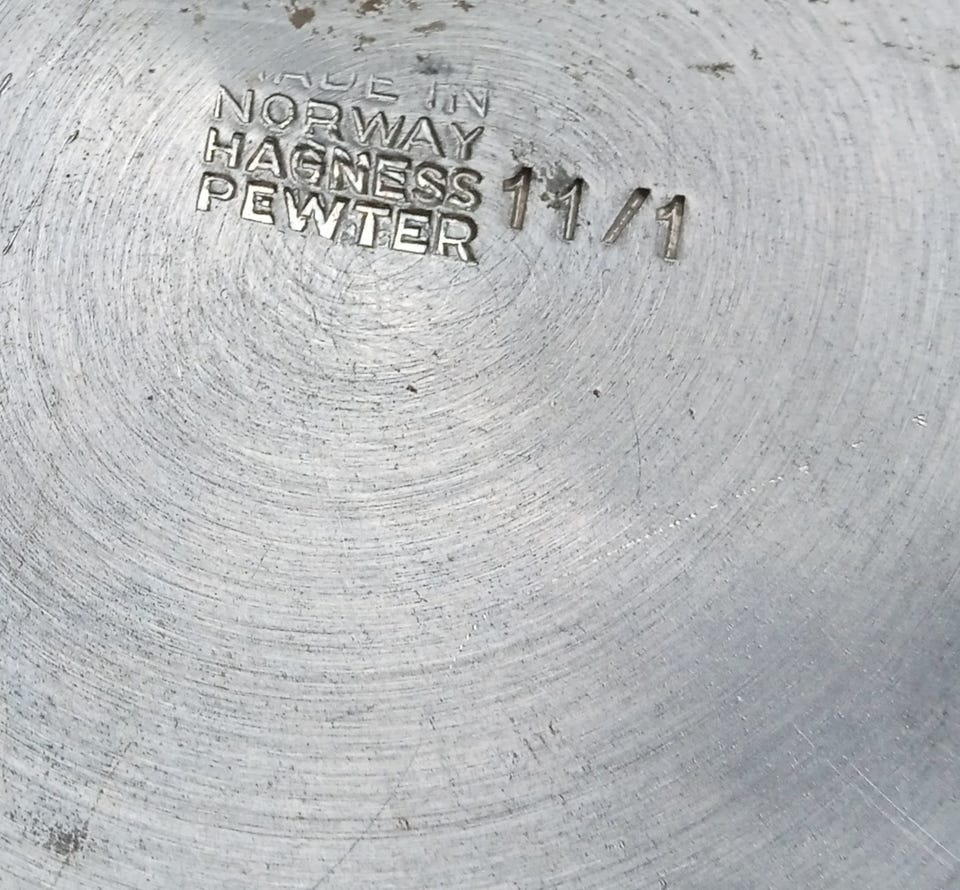 MADE IN
NORWAY
HAGNESS
PEWTER 11/1